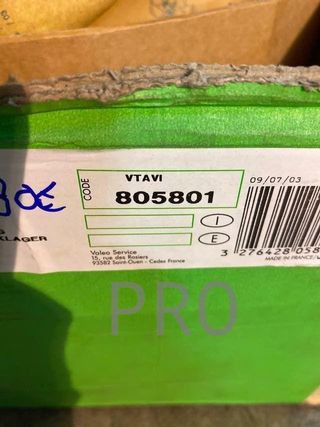 VTAVI
CODE
805801
09/07/03
0€
KLAGER
I
E
Valeo Service
15, rue des Rosiers
93582 Saint-Ouen - Cedex France
3 276428 058
MADE IN FRANCE/
PRO